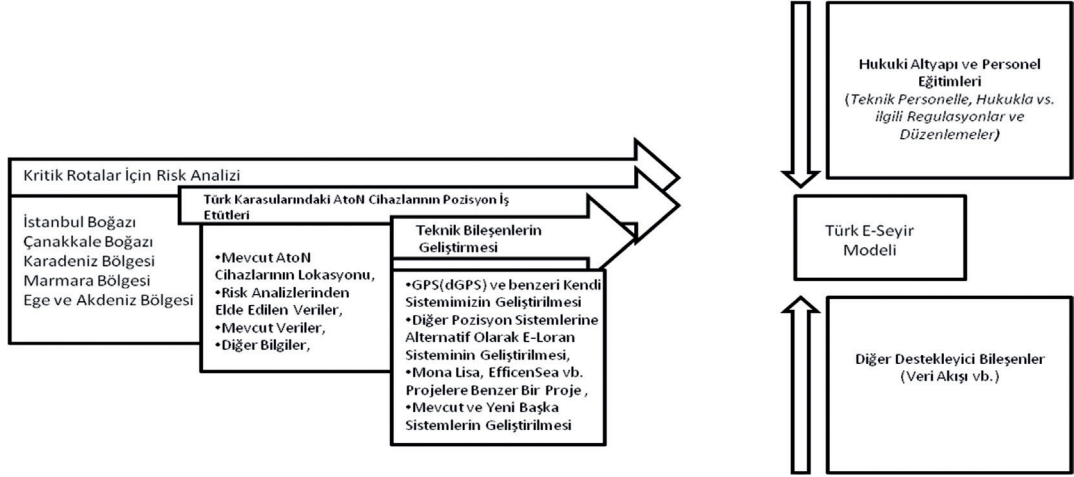 Kritik Rotalar İçin Risk Analizi
İstanbul Boğazı
Çanakkale Boğazı
Karadeniz Bölgesi
Marmara Bölgesi
Ege ve Akdeniz Bölgesi
Türk Karasularındaki AtoN Cihazlarının Pozisyon İş
Etütleri
•Mevcut AtoN
Cihazlarının Lokasyonu,
•Risk Analizlerinden
Elde Edilen Veriler,
•Mevcut Veriler,
•Diğer Bilgiler,
Teknik Bileşenlerin
Geliştirmesi
•GPS(dGPS) ve benzeri Kendi
Sistemimizin Geliştirilmesi
•Diğer Pozisyon Sistemlerine
Alternatif Olarak E-Loran
Sisteminin Geliştirilmesi,
•Mona Lisa, EfficenSea vb.
Projelere Benzer Bir Proje ,
•Mevcut ve Yeni Başka
Sistemlerin Geliştirilmesi
Hukuki Altyapı ve Personel
Eğitimleri
(Teknik Personelle, Hukukla vs.
ilgili Regulasyonlar ve
Düzenlemeler)
Türk E-Seyir
Modeli
Diğer Destekleyici Bileşenler
(Veri Akışı vb.)